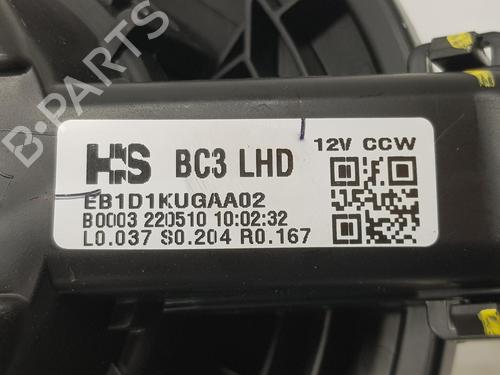 B-PARTS
HS BC3 LHD 12V CCW
EB1D1KUGAA02
B0003 220510 10:02:32
L0.037 S0.204 R0.167